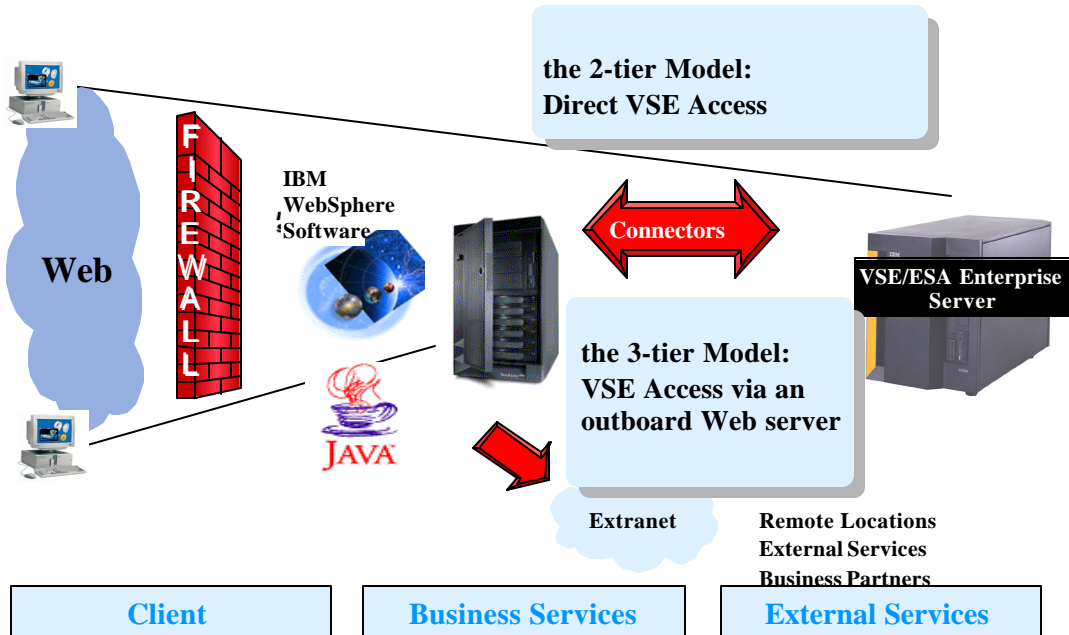 the 2-tier Model:
Direct VSE Access
FIREWALL
IBM
WebSphere
Software
Connectors
Web
VSE/ESA Enterprise
Server
IBM
the 3-tier Model:
VSE Access via an
outboard Web server
JAVA
Extranet
Remote Locations
External Services
Business Partners
Client
Business Services
External Services